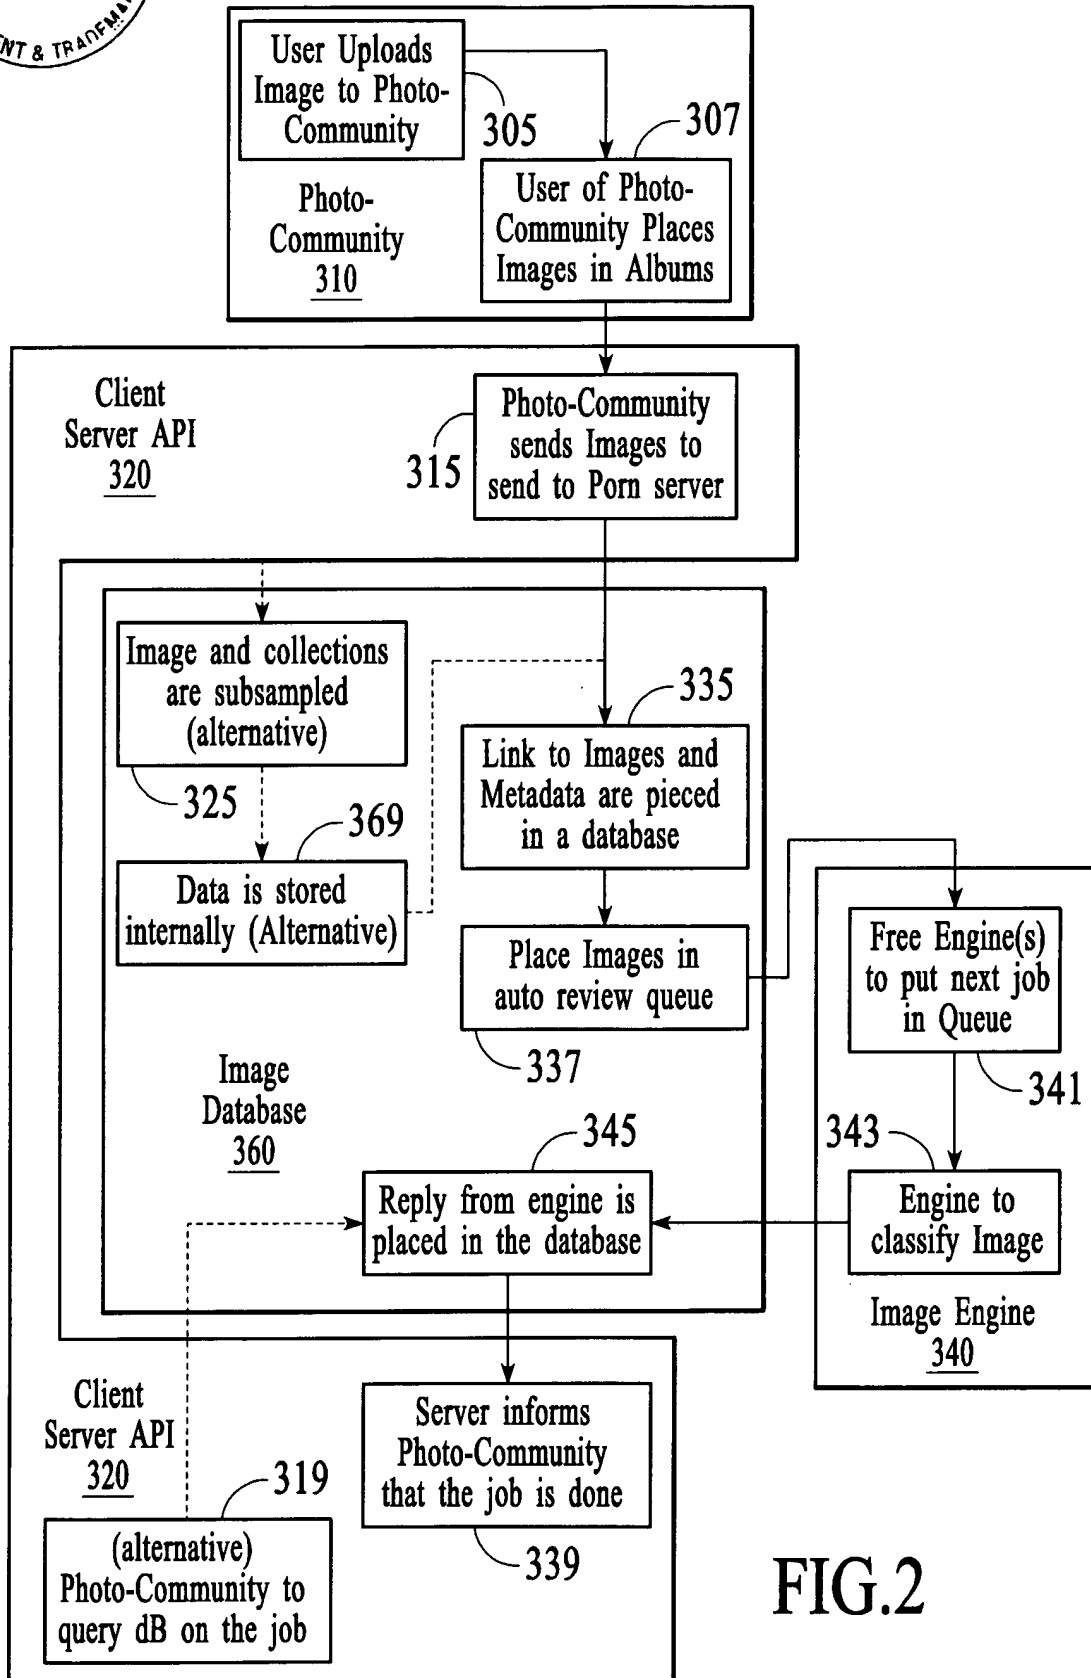 NT & TRADEMA
User Uploads
Image to Photo-
Community
305
307
Photo-
Community
310
User of Photo-
Community Places
Images in Albums
Client
Server API
320
Photo-Community
sends Images to
send to Porn server
315
Image and collections
are subsampled
(alternative)
325
335
Link to Images and
Metadata are pieced
in a database
369
Data is stored
internally (Alternative)
Place Images in
auto review queue
337
Free Engine(s)
to put next job
in Queue
341
Image
Database
360
343
345
Reply from engine is
placed in the database
Engine to
classify Image
Image Engine
340
Client
Server API
320
Server informs
Photo-Community
that the job is done
339
319
(alternative)
Photo-Community to
query dB on the job
FIG.2